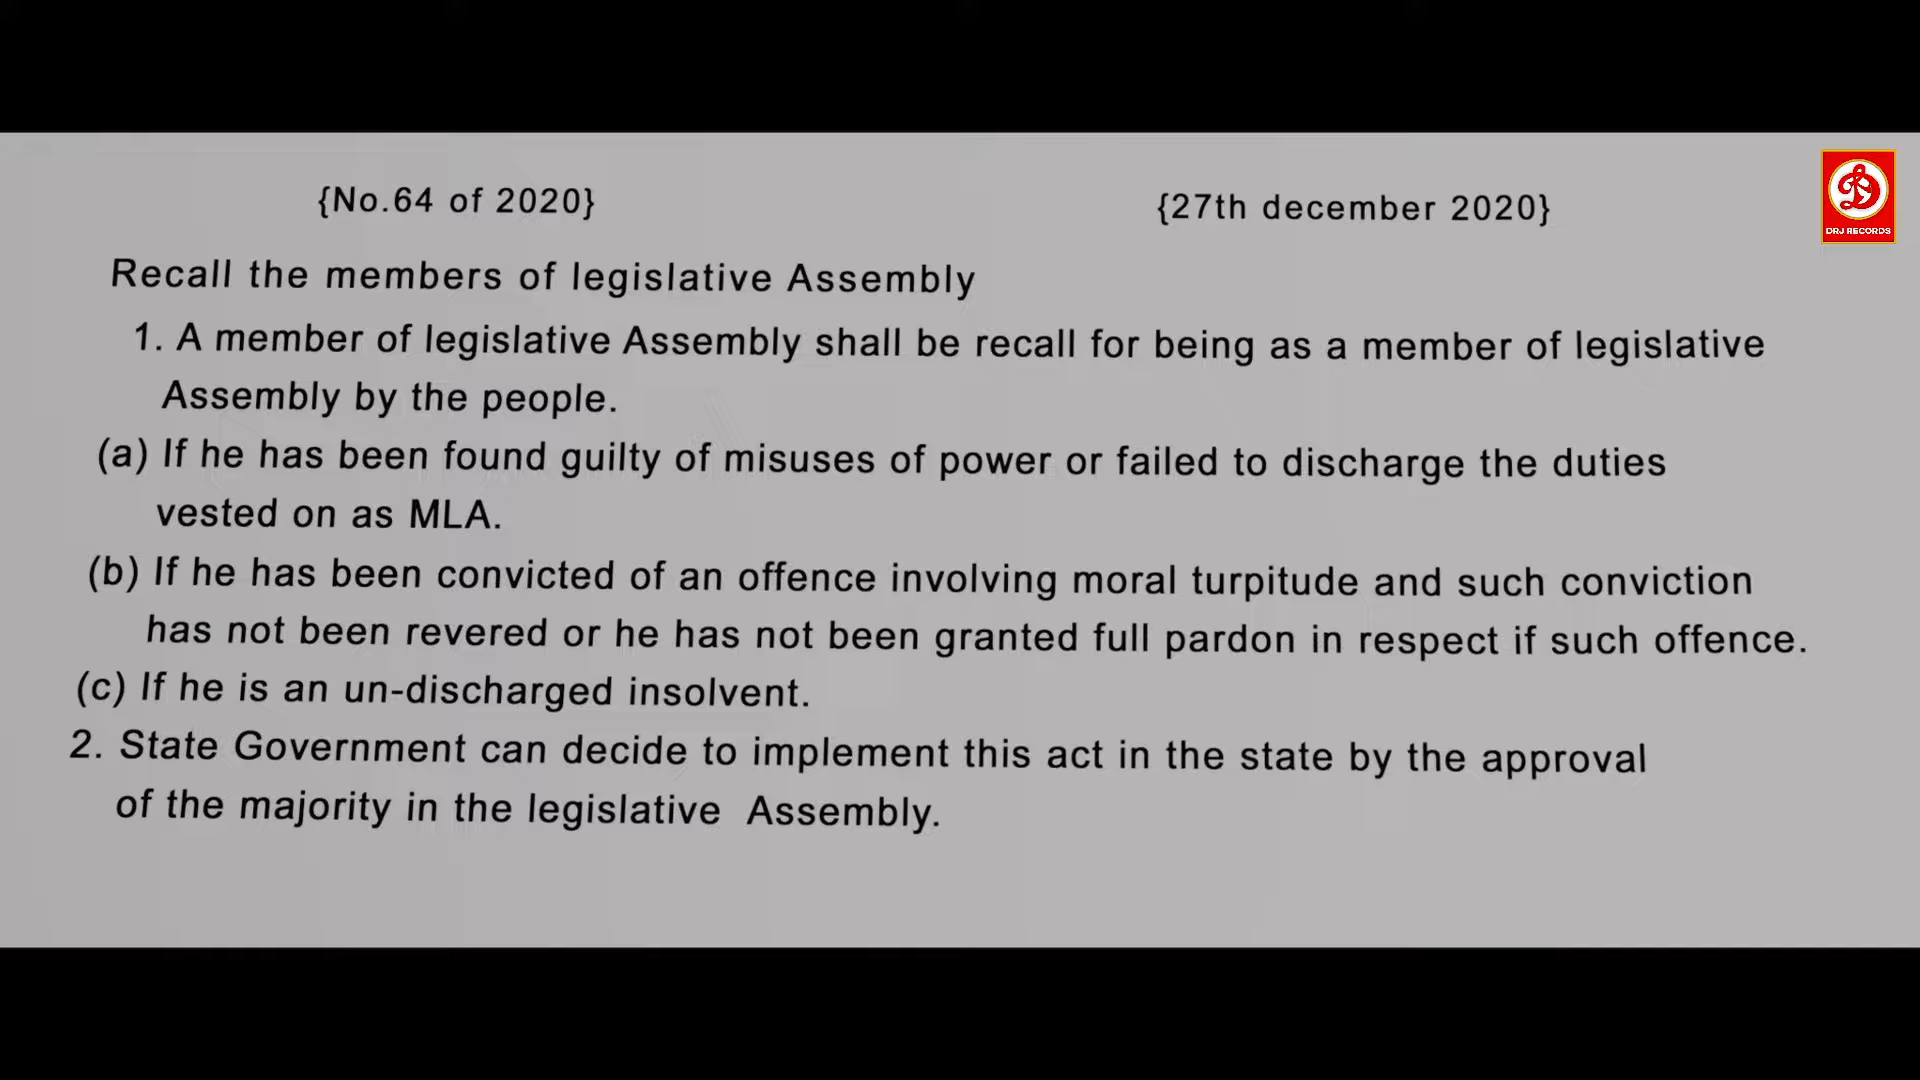 {No.64 of 2020} {27th december 2020}
DRJ RECORDS
Recall the members of legislative Assembly
1. A member of legislative Assembly shall be recall for being as a member of legislative
Assembly by the people.
(a) If he has been found guilty of misuses of power or failed to discharge the duties
vested on as MLA.
(b) If he has been convicted of an offence involving moral turpitude and such conviction
has not been revered or he has not been granted full pardon in respect if such offence.
(c) If he is an un-discharged insolvent.
2. State Government can decide to implement this act in the state by the approval
of the majority in the legislative Assembly.